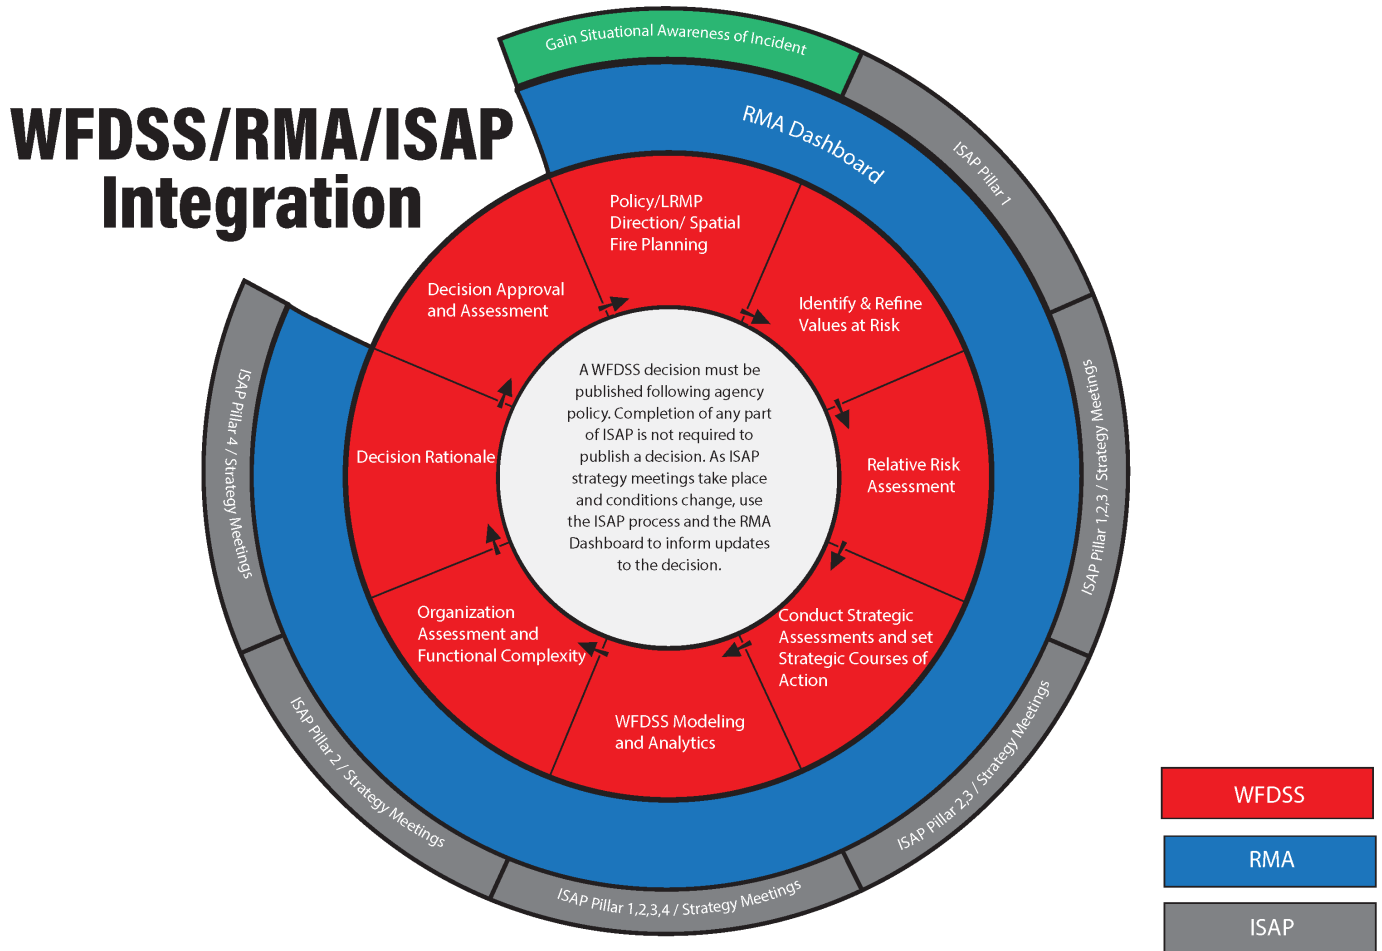 WFDSS/RMA/ISAP
Integration
Gain Situational Awareness of Incident
ISAP Pillar 1
ISAP Pillar 1,2,3 / Strategy Meetings
ISAP Pillar 2,3 / Strategy Meetings
ISAP Pillar 1,2,3,4 / Strategy Meetings
ISAP Pillar 2 / Strategy Meetings
ISAP Pillar 4 / Strategy Meetings
RMA Dashboard
Policy/LRMP
Direction/ Spatial
Fire Planning
Identify & Refine
Values at Risk
Relative Risk
Assessment
Conduct Strategic
Assessments and set
Strategic Courses of
Action
WFDSS Modeling
and Analytics
Organization
Assessment and
Functional Complexity
Decision Rationale
Decision Approval
and Assessment
A WFDSS decision must be
published following agency
policy. Completion of any part
of ISAP is not required to
publish a decision. As ISAP
strategy meetings take place
and conditions change, use
the ISAP process and the RMA
Dashboard to inform updates
to the decision.
WFDSS
RMA
ISAP